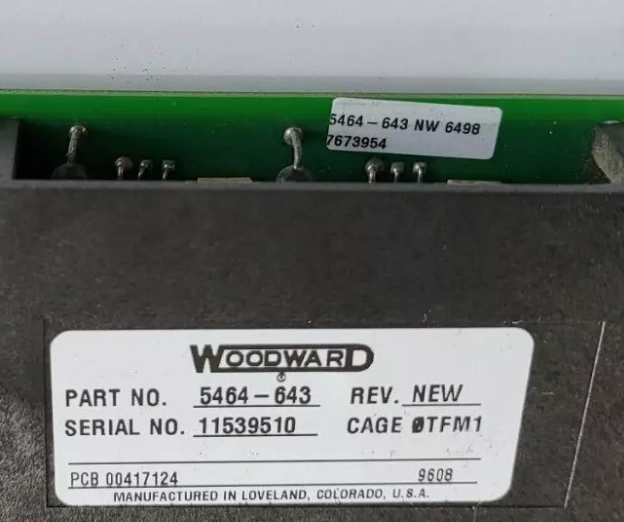 5464-643 NW 6498
7673954
WOODWARD
®
PART NO. 5464-643 REV. NEW
SERIAL NO. 11539510 CAGE ØTFM1
PCB 00417124 9608
MANUFACTURED IN LOVELAND, COLORADO, U.S.A.